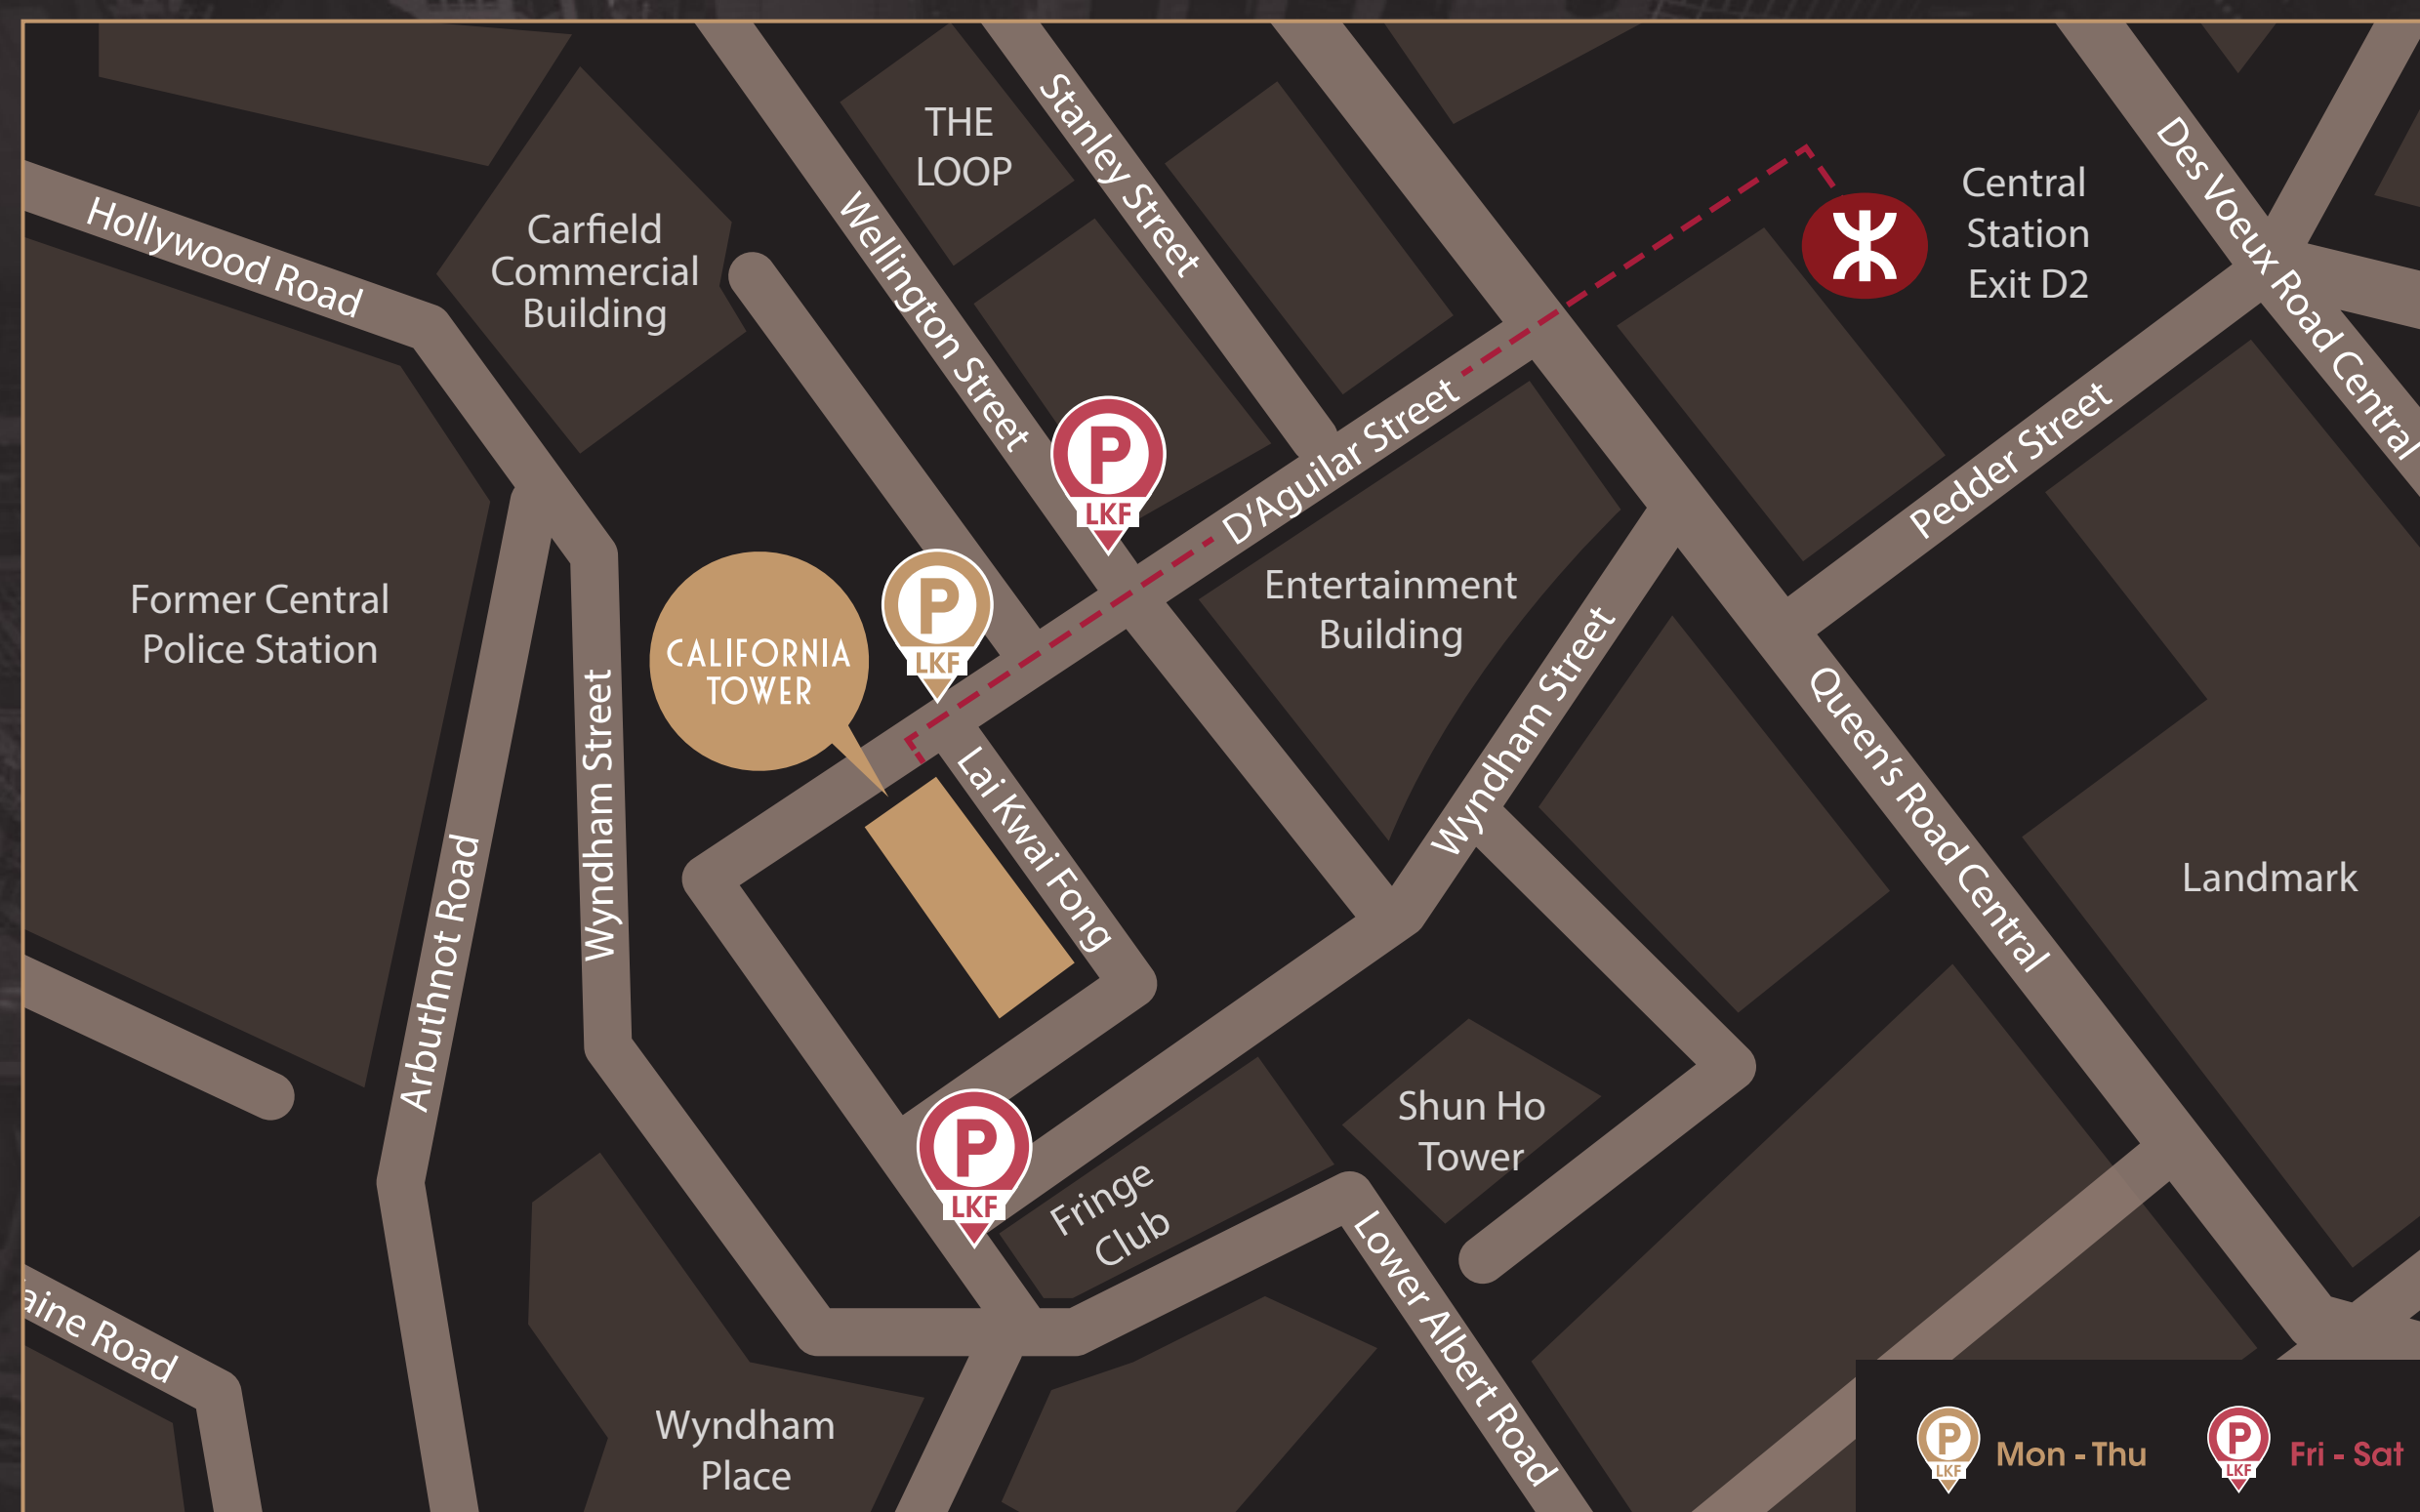 THE
LOOP
Stanley Street
Des Voeux Road Central
Central
Station
Exit D2
Hollywood Road
Carfield
Commercial
Building
Wellington Street
P
LKF
D'Aguilar Street
Pedder Street
Former Central
Police Station
CALIFORNIA
TOWER
P
LKF
Entertainment
Building
Wyndham Street
Wyndham Street
Lai Kwai Fong
Queen's Road Central
Arbuthnot Road
Landmark
P
LKF
Fringe
Club
Shun Ho
Tower
Lower Albert Road
aine Road
Wyndham
Place
P
LKF
Mon - Thu
P
LKF
Fri - Sat